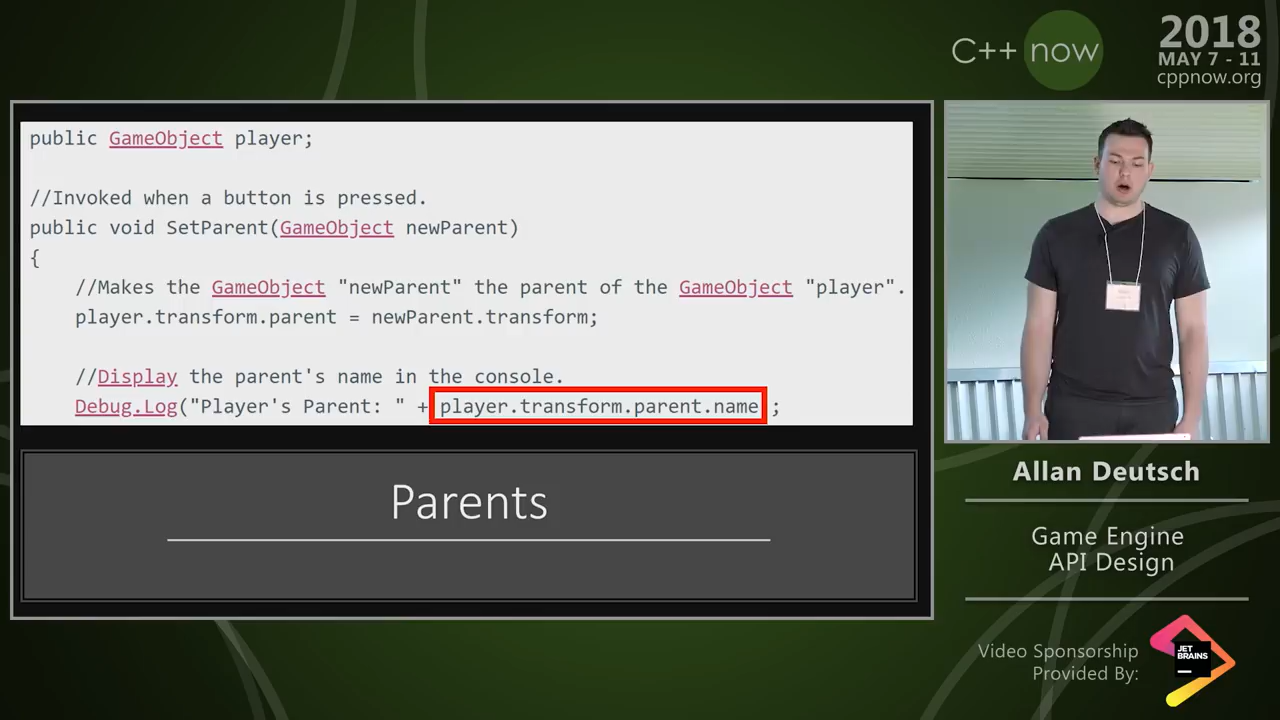 C++ now
2018
MAY 7 - 11
cppnow.org
public GameObject player;
//Invoked when a button is pressed.
public void SetParent(GameObject newParent)
{
//Makes the GameObject "newParent" the parent of the GameObject "player".
player.transform.parent = newParent.transform;
//Display the parent's name in the console.
Debug.Log("Player's Parent: " + player.transform.parent.name ;
Parents
Allan Deutsch
Game Engine
API Design
Video Sponsorship
Provided By:
JET
BRAINS